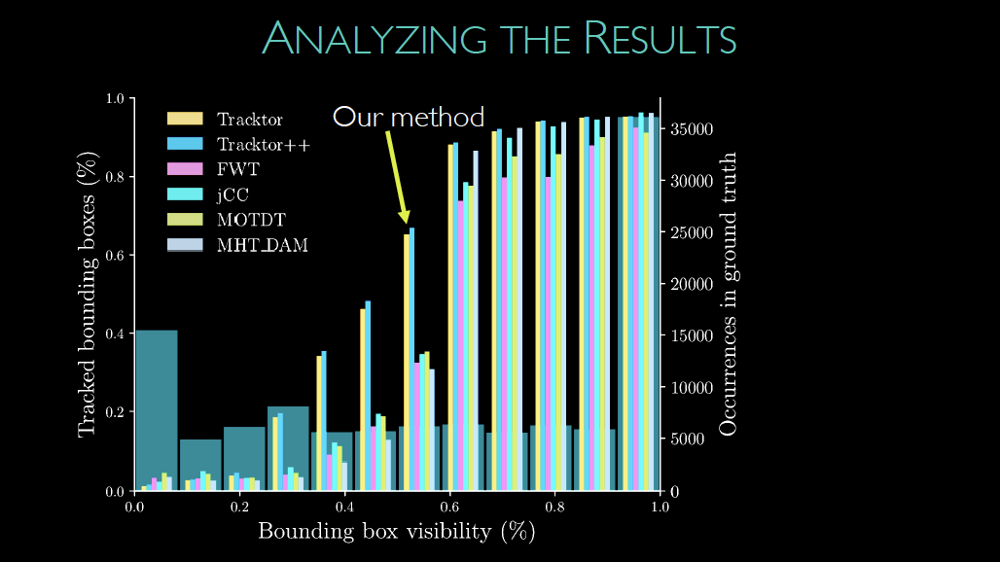 ANALYZING THE RESULTS
Our method
Tracktor
Tracktor++
FWT
jCC
MOTDT
MHT_DAM
Tracked bounding boxes (%)
1.0
0.8
0.6
0.4
0.2
0.0
Occurrences in ground truth
35000
30000
25000
20000
15000
10000
5000
0
0.0 0.2 0.4 0.6 0.8 1.0
Bounding box visibility (%)